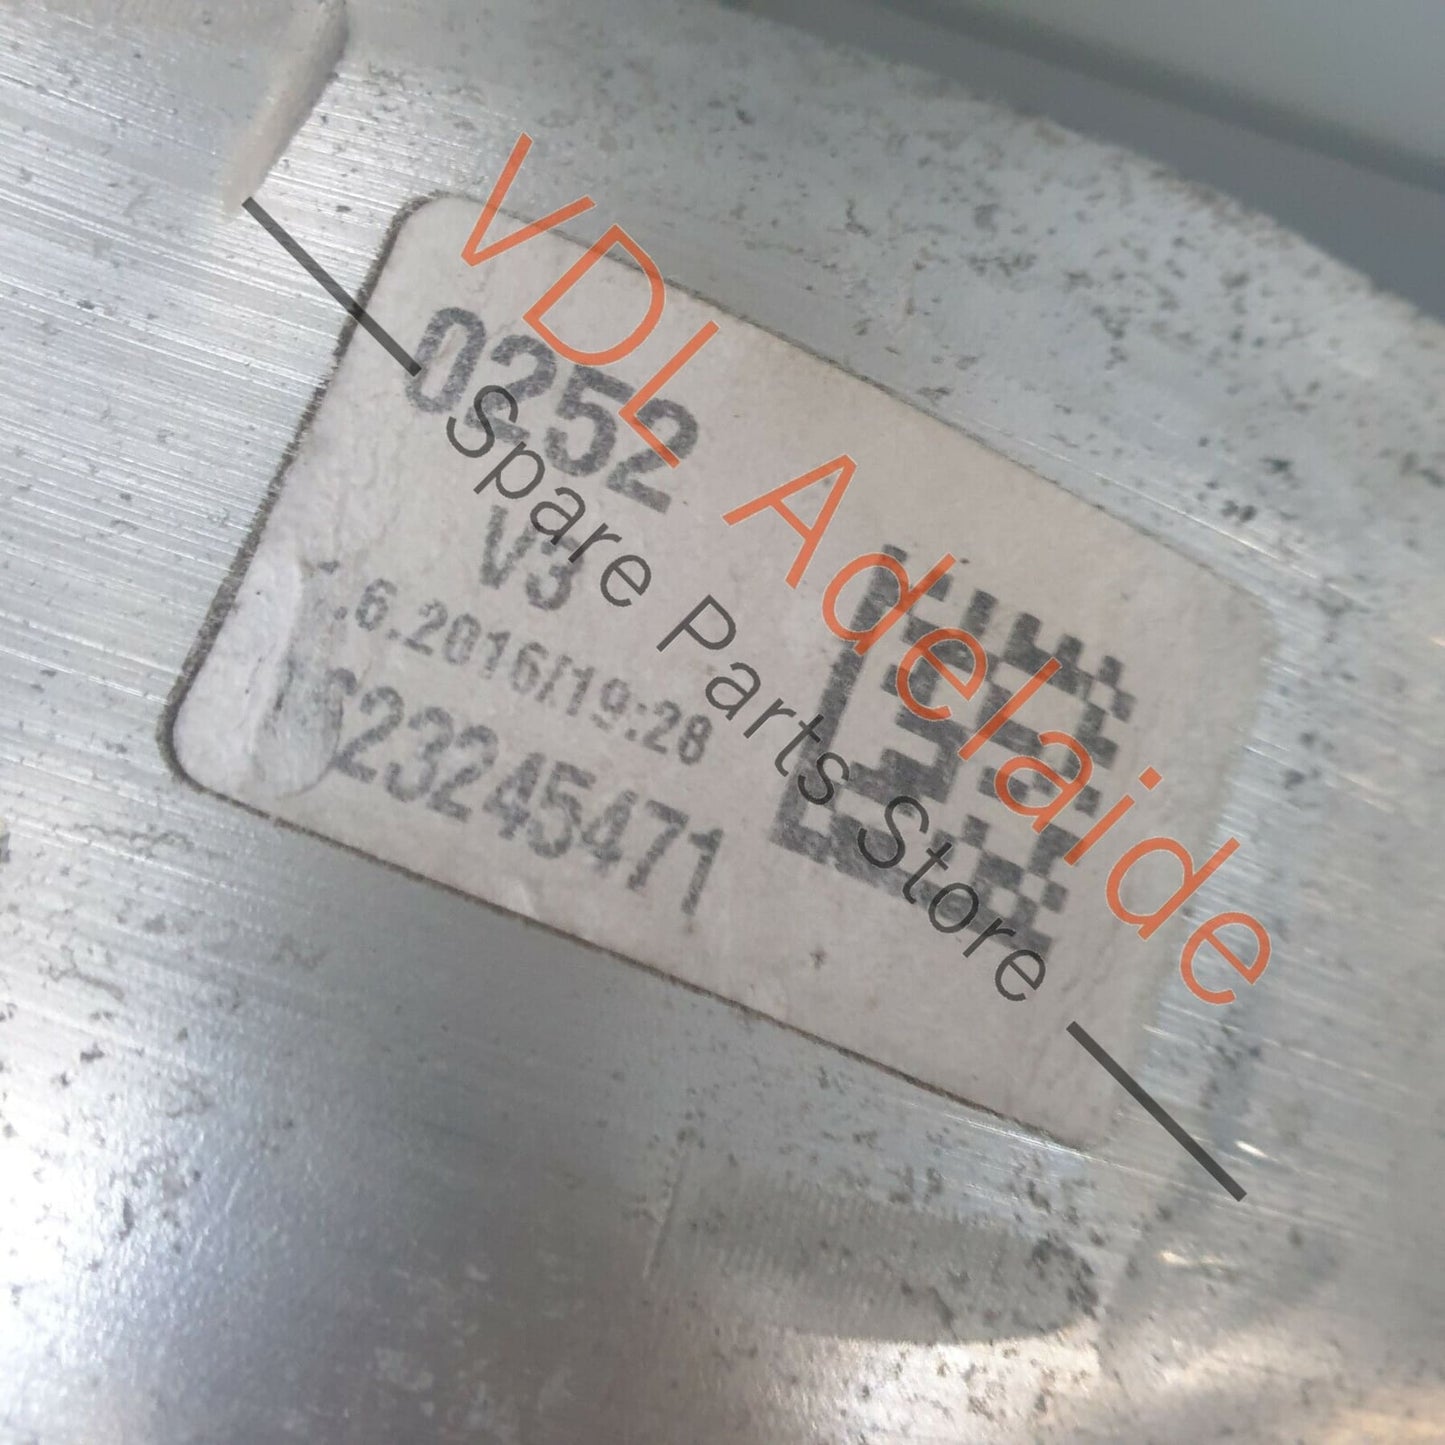 VDL Adelaide
Spare Parts Store
0252
V3
.6.2016/19:28
23245471